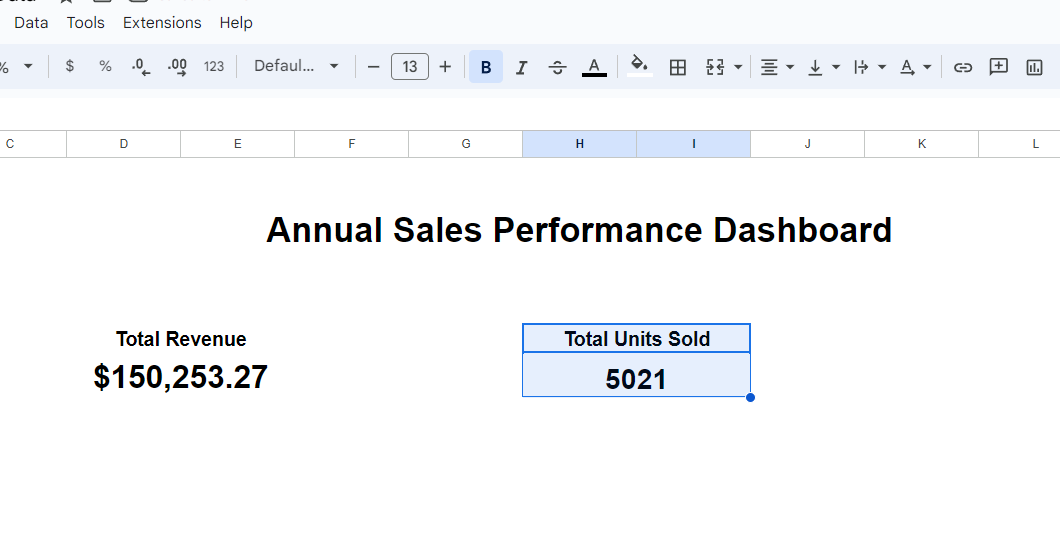 Data Tools Extensions Help
% $ % .0 .00 123 Defaul... 13 B I S A A
C D E F G H I J K L
Annual Sales Performance Dashboard
Total Revenue Total Units Sold
$150,253.27 5021